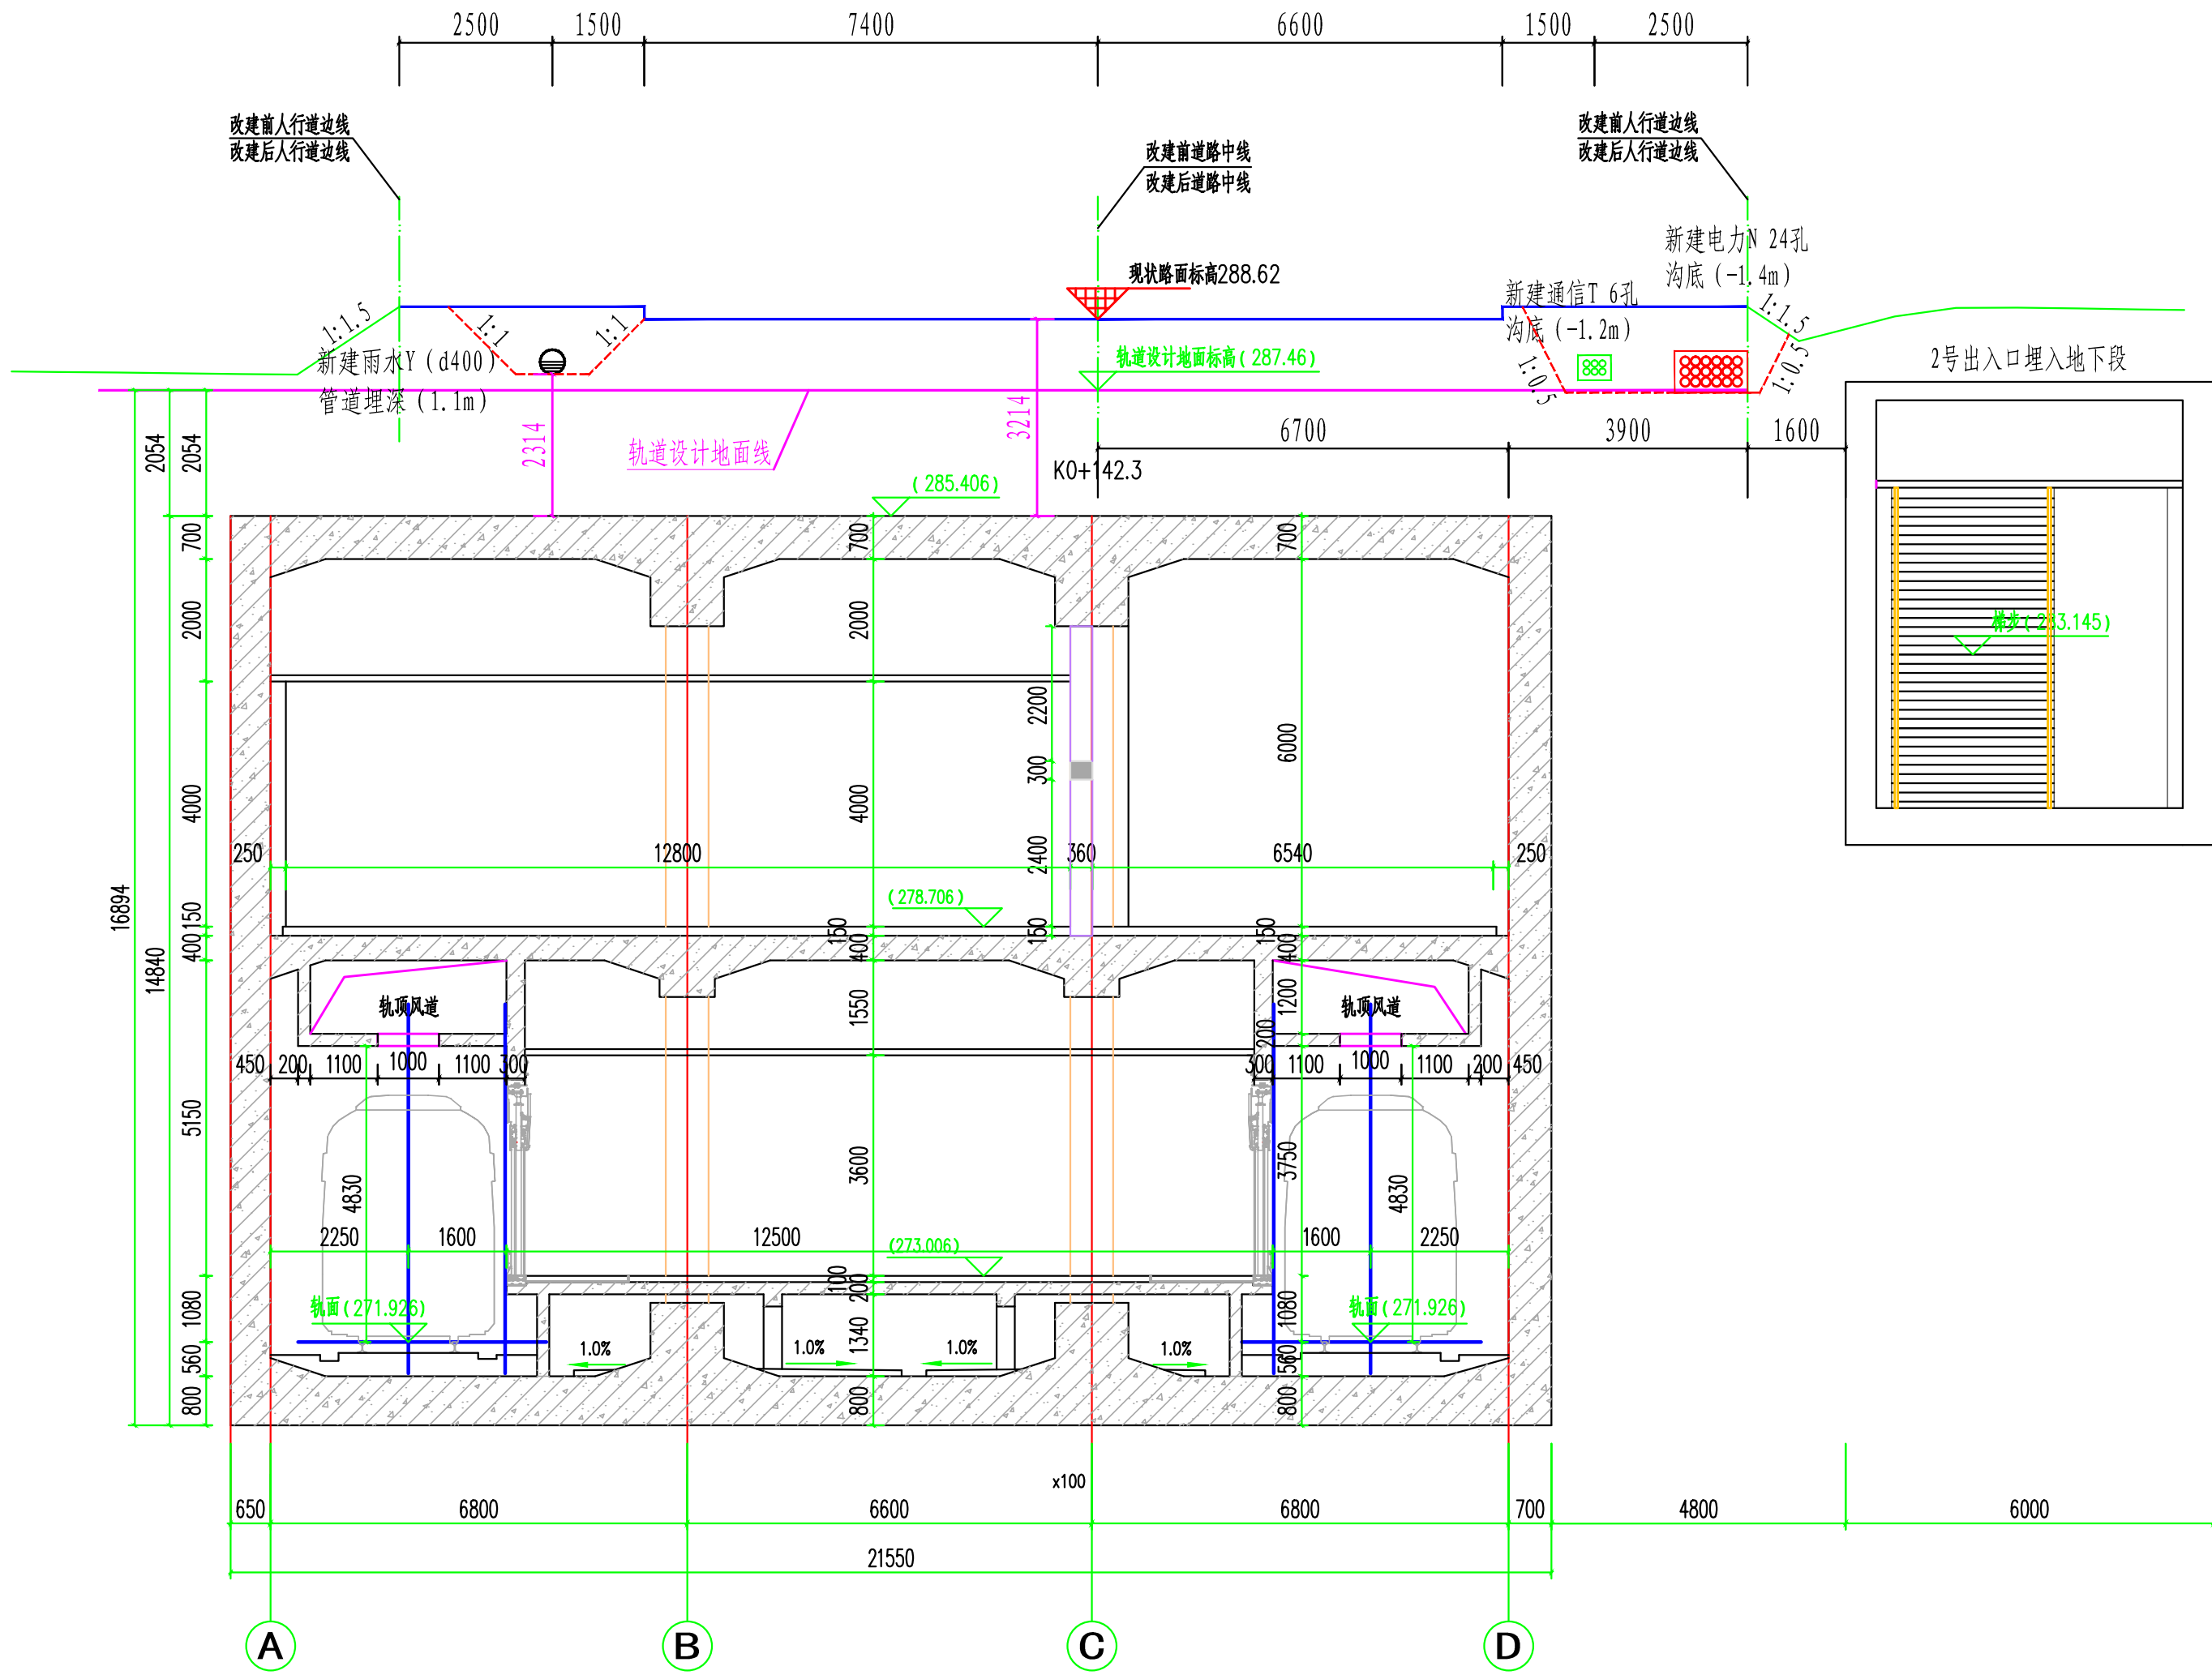 2500 1500 7400 6600 1500 2500
改建前人行道边线
改建后人行道边线
改建前道路中线
改建后道路中线
改建前人行道边线
改建后人行道边线
现状路面标高288.62
新建电力N 24孔
沟底(-1.4m)
新建通信T 6孔
沟底(-1.2m)
1:1.5
1:1
1:1
1:1.5
1:0.5
1:0.5
新建雨水Y(d400)
管道埋深(1.1m)
轨道设计地面标高(287.46)
2号出入口埋入地下段
2314
轨道设计地面线
3214
6700 3900 1600
K0+142.3
(285.406)
2054
2054
700
700
700
2000
2000
2200
6000
300
梯步(283.145)
4000
4000
2400
250 12800 360 6540 250
(278.706)
16894
14840
150
400
150
400
150
150
400
轨顶风道
轨顶风道
1550
1200
200
450 200 1100 1000 1100 300
300 1100 1000 1100 200 450
5150
4830
3600
3750
4830
2250 1600 12500 1600 2250
(273.006)
轨面(271.926)
轨面(271.926)
1080
100
200
1080
560
1340
560
1.0% 1.0% 1.0% 1.0%
800
800
800
x100
650 6800 6600 6800 700 4800 6000
21550
A B C D